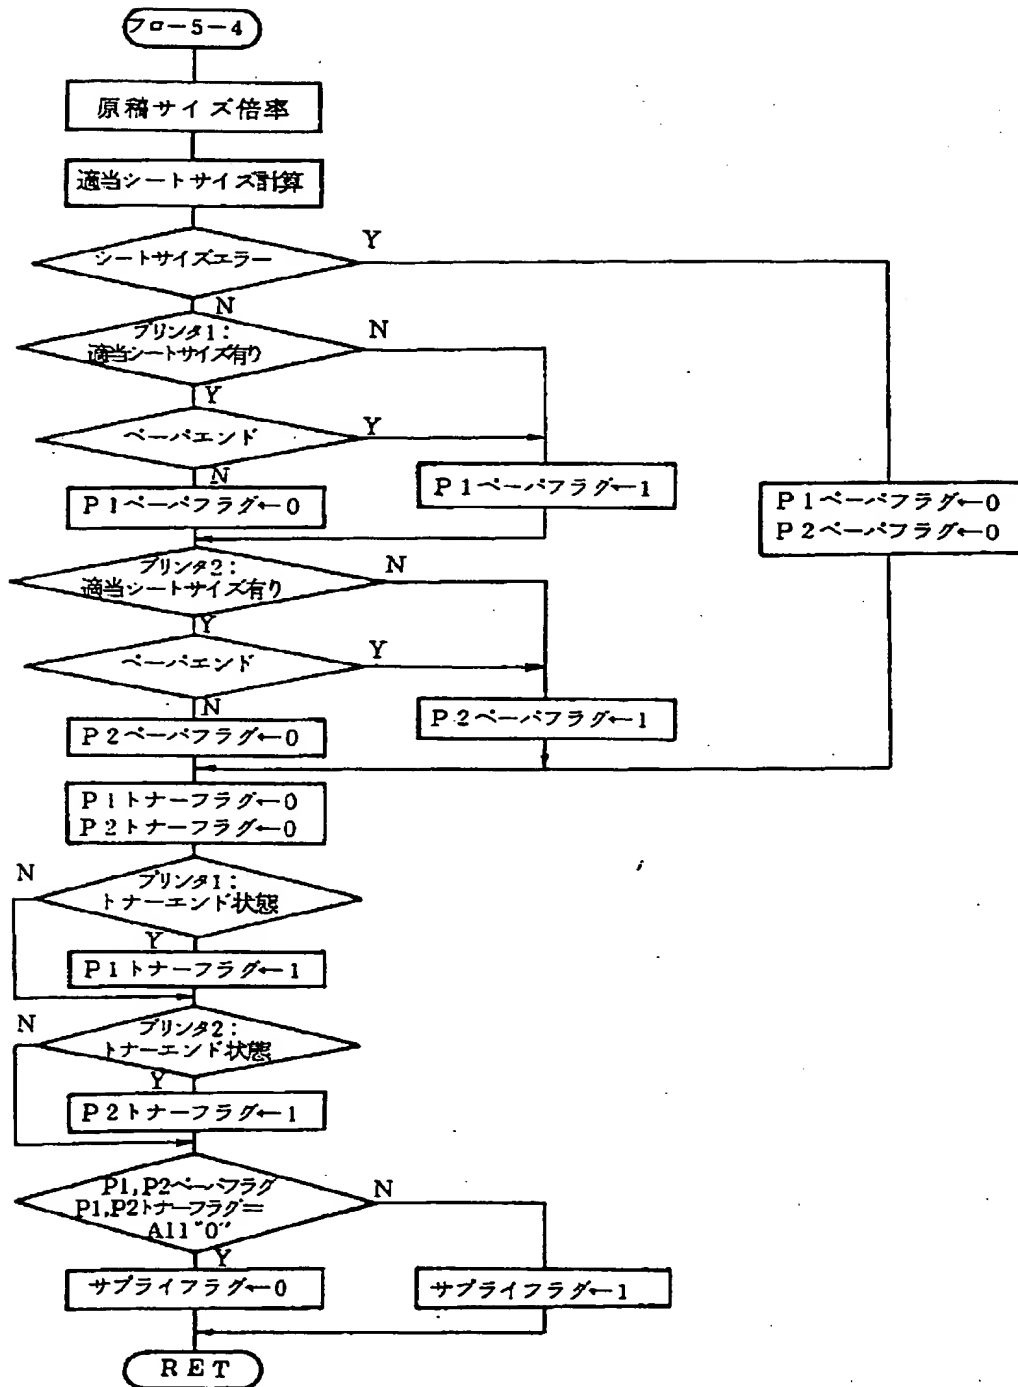 フロー5-4
原稿サイズ倍率
適当シートサイズ計算
シートサイズエラー
Y
N
プリンタ1:
適当シートサイズ有り
N
Y
ペーパエンド
Y
N
P1ペーパフラグ←0
P1ペーパフラグ←1
P1ペーパフラグ←0
P2ペーパフラグ←0
プリンタ2:
適当シートサイズ有り
N
Y
ペーパエンド
Y
N
P2ペーパフラグ←0
P2ペーパフラグ←1
P1トナーフラグ←0
P2トナーフラグ←0
プリンタ1:
トナーエンド状態
N
Y
P1トナーフラグ←1
プリンタ2:
トナーエンド状態
N
Y
P2トナーフラグ←1
P1,P2ペーパフラグ
P1,P2トナーフラグ=
All"0"
N
Y
サプライフラグ←0
サプライフラグ←1
RET